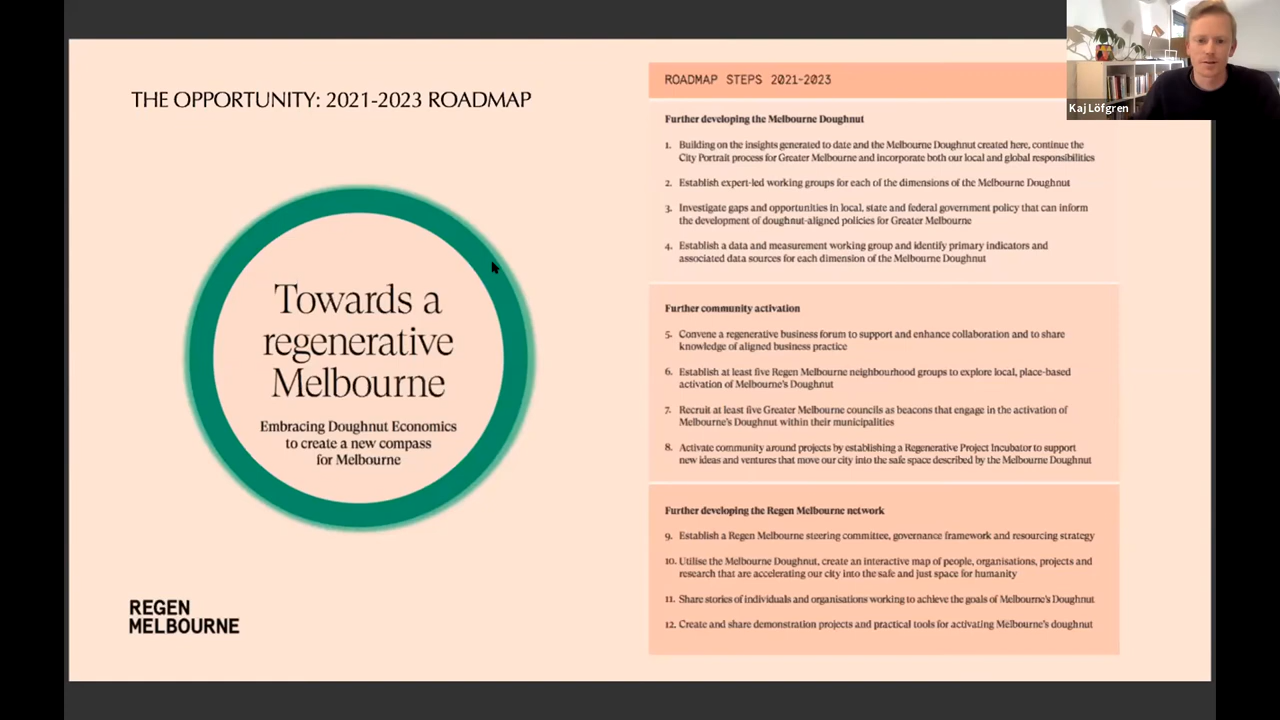 THE OPPORTUNITY: 2021-2023 ROADMAP
Towards a
regenerative
Melbourne
Embracing Doughnut Economics
to create a new compass
for Melbourne
REGEN
MELBOURNE
ROADMAP STEPS 2021-2023
Further developing the Melbourne Doughnut
1. Building on the insights generated to date and the Melbourne Doughnut created here, continue the
City Portrait process for Greater Melbourne and incorporate both our local and global responsibilities
2. Establish expert-led working groups for each of the dimensions of the Melbourne Doughnut
3. Investigate gaps and opportunities in local, state and federal government policy that can inform
the development of doughnut-aligned policies for Greater Melbourne
4. Establish a data and measurement working group and identify primary indicators and
associated data sources for each dimension of the Melbourne Doughnut
Further community activation
5. Convene a regenerative business forum to support and enhance collaboration and to share
knowledge of aligned business practice
6. Establish at least five Regen Melbourne neighbourhood groups to explore local, place-based
activation of Melbourne's Doughnut
7. Recruit at least five Greater Melbourne councils as beacons that engage in the activation of
Melbourne's Doughnut within their municipalities
8. Activate community around projects by establishing a Regenerative Project Incubator to support
new ideas and ventures that move our city into the safe space described by the Melbourne Doughnut
Further developing the Regen Melbourne network
9. Establish a Regen Melbourne steering committee, governance framework and resourcing strategy
10. Utilise the Melbourne Doughnut, create an interactive map of people, organisations, projects and
research that are accelerating our city into the safe and just space for humanity
11. Share stories of individuals and organisations working to achieve the goals of Melbourne's Doughnut
12. Create and share demonstration projects and practical tools for activating Melbourne's doughnut
Kaj Löfgren